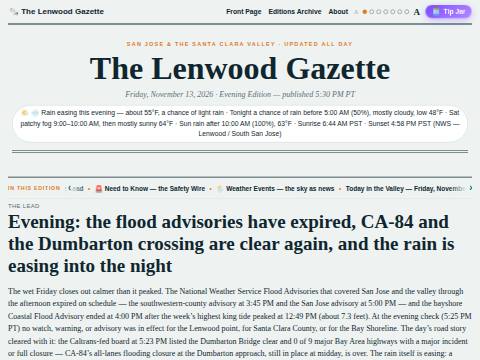 The Lenwood Gazette
Front Page Editions Archive About A A Tip Jar
SAN JOSE & THE SANTA CLARA VALLEY · UPDATED ALL DAY
The Lenwood Gazette
Friday, November 13, 2026 · Evening Edition — published 5:30 PM PT
Rain easing this evening — about 55°F, a chance of light rain · Tonight a chance of rain before 5:00 AM (50%), mostly cloudy, low 48°F · Sat
patchy fog 9:00–10:00 AM, then mostly sunny 64°F · Sun rain after 10:00 AM (100%), 63°F · Sunrise 6:44 AM PST · Sunset 4:58 PM PST (NWS —
Lenwood / South San Jose)
IN THIS EDITION ‹ ead • Need to Know — the Safety Wire • Weather Events — the sky as news • Today in the Valley — Friday, Novembe ›
THE LEAD
Evening: the flood advisories have expired, CA-84 and
the Dumbarton crossing are clear again, and the rain is
easing into the night
The wet Friday closes out calmer than it peaked. The National Weather Service Flood Advisories that covered San Jose and the valley through
the afternoon expired on schedule — the southwestern-county advisory at 3:45 PM and the San Jose advisory at 5:00 PM — and the bayshore
Coastal Flood Advisory ended at 4:00 PM after the week's highest king tide peaked at 12:49 PM (about 7.3 feet). At the evening check (5:25 PM
PT) no watch, warning, or advisory was in effect for the Lenwood point, for Santa Clara County, or for the Bay Shoreline. The day's road story
cleared with it: the Caltrans-fed board at 5:23 PM listed the Dumbarton Bridge clear and 0 of 9 major Bay Area highways with a major incident
or full closure — CA-84's all-lanes flooding closure at the Dumbarton approach, still in place at midday, is over. The rain itself is easing: a